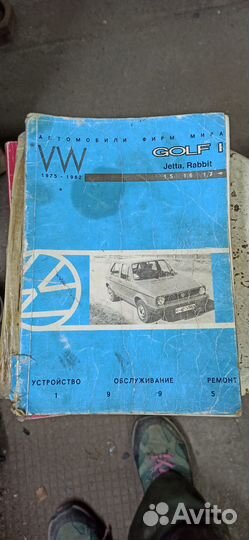 АВТОМОБИЛИ ФИРМ МИРА
VW
GOLF I
Jetta, Rabbit
1975 - 1982
1,5 1,6 1,7
УСТРОЙСТВО ОБСЛУЖИВАНИЕ РЕМОНТ
1 9 9 5
Avito